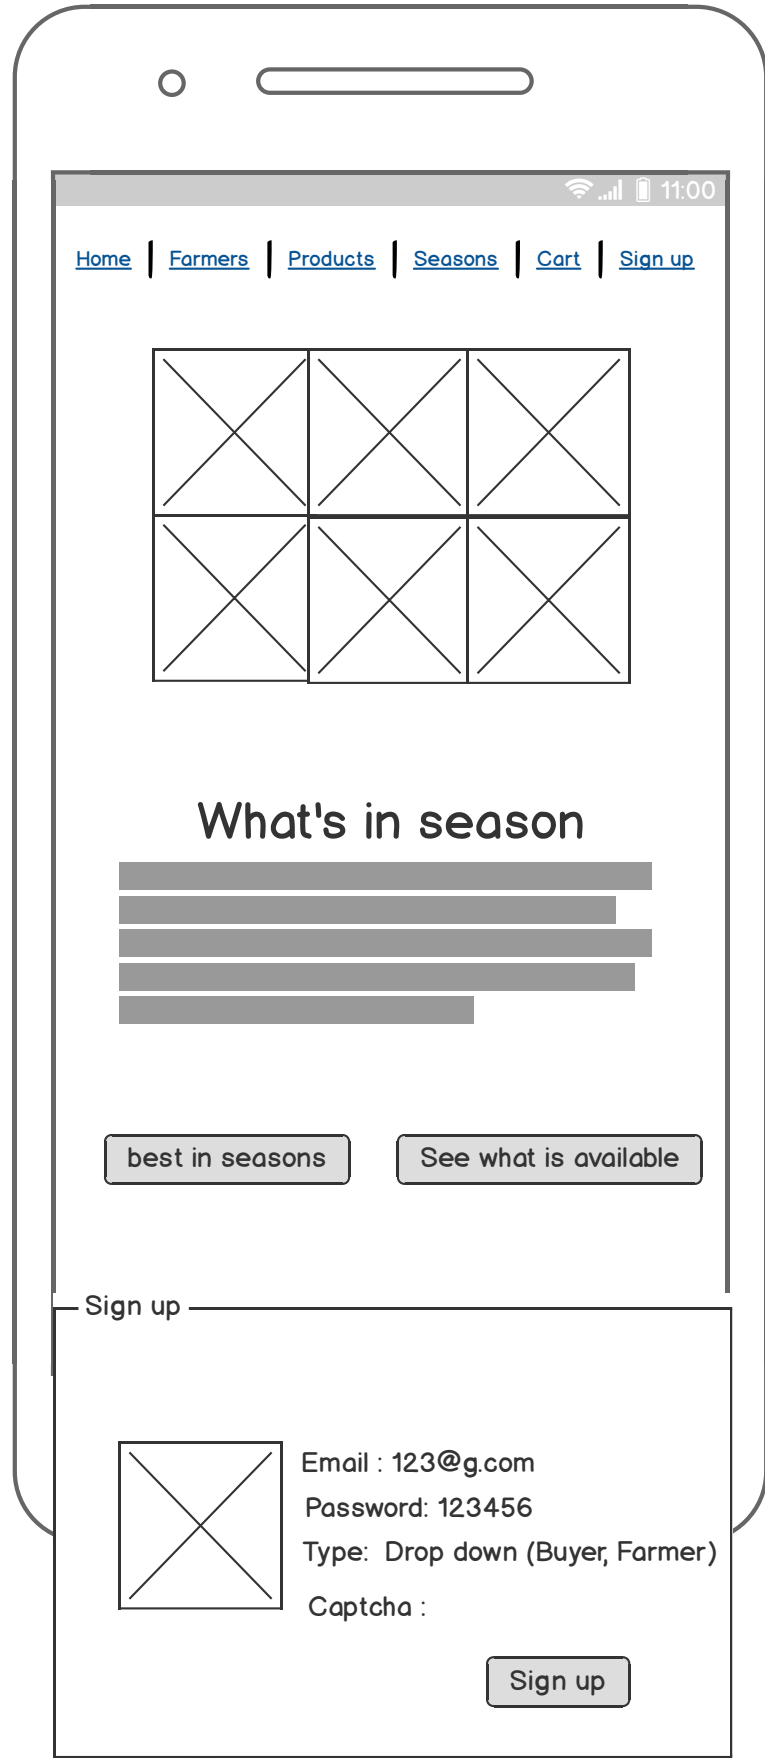 11:00
Home Farmers Products Seasons Cart Sign up
What's in season
best in seasons See what is available
Sign up
Email : 123@g.com
Password: 123456
Type: Drop down (Buyer, Farmer)
Captcha :
Sign up